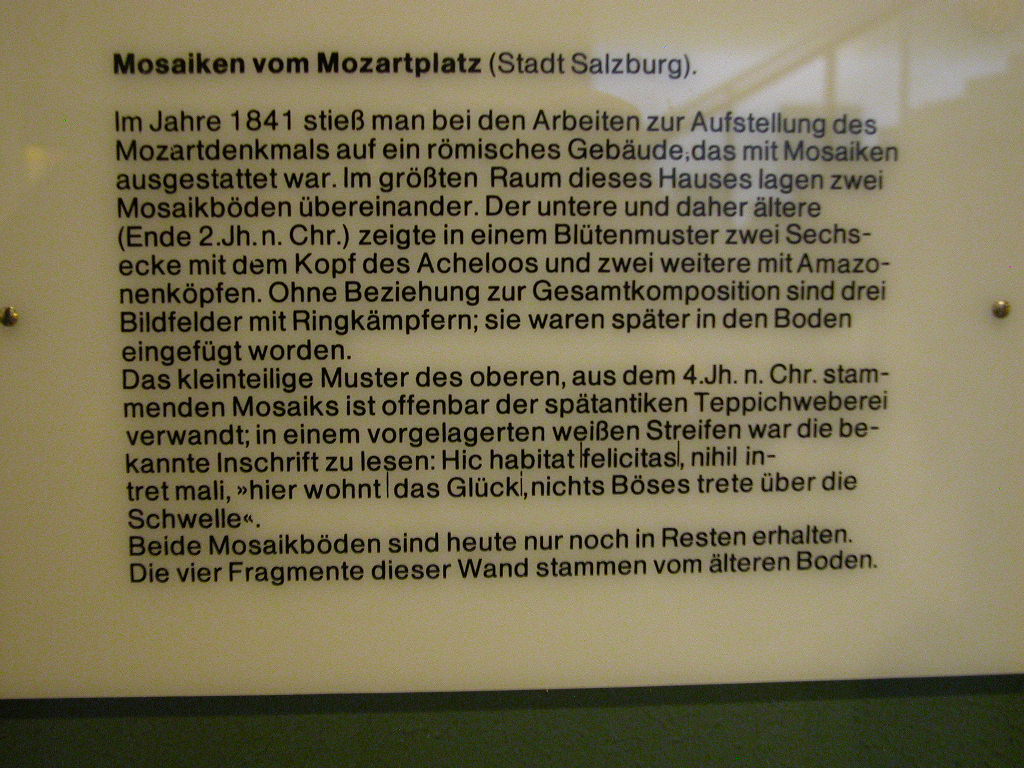 Mosaiken vom Mozartplatz (Stadt Salzburg).
Im Jahre 1841 stieß man bei den Arbeiten zur Aufstellung des
Mozartdenkmals auf ein römisches Gebäude, das mit Mosaiken
ausgestattet war. Im größten Raum dieses Hauses lagen zwei
Mosaikböden übereinander. Der untere und daher ältere
(Ende 2.Jh. n. Chr.) zeigte in einem Blütenmuster zwei Sechs-
ecke mit dem Kopf des Acheloos und zwei weitere mit Amazo-
nenköpfen. Ohne Beziehung zur Gesamtkomposition sind drei
Bildfelder mit Ringkämpfern; sie waren später in den Boden
eingefügt worden.
Das kleinteilige Muster des oberen, aus dem 4.Jh. n. Chr. stam-
menden Mosaiks ist offenbar der spätantiken Teppichweberei
verwandt; in einem vorgelagerten weißen Streifen war die be-
kannte Inschrift zu lesen: Hic habitat |felicitas|, nihil in-
tret mali, »hier wohnt | das Glück|, nichts Böses trete über die
Schwelle«.
Beide Mosaikböden sind heute nur noch in Resten erhalten.
Die vier Fragmente dieser Wand stammen vom älteren Boden.